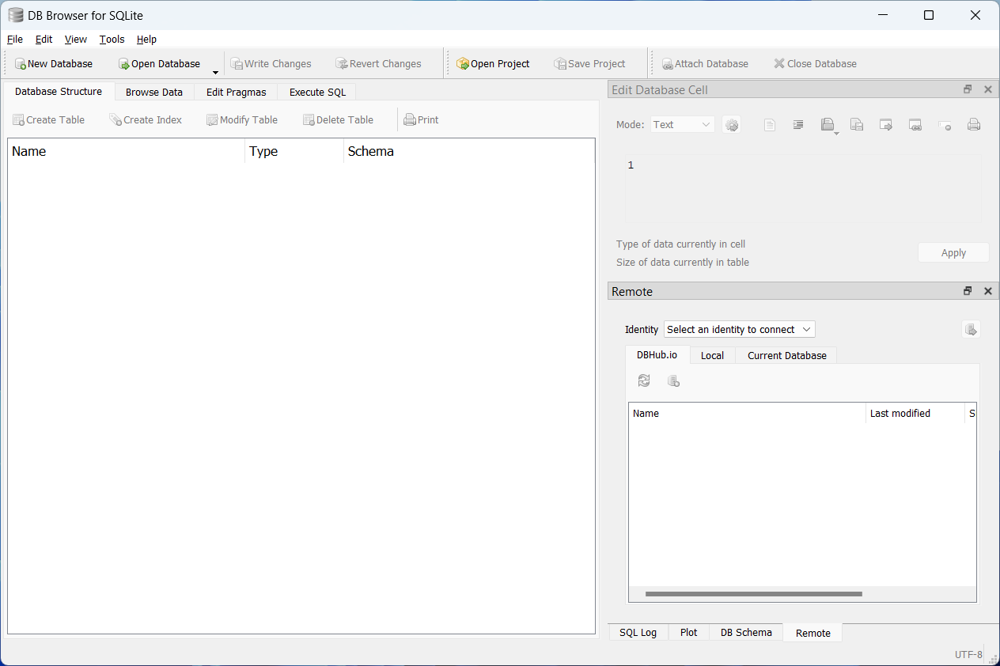 DB Browser for SQLite
File Edit View Tools Help
New Database Open Database Write Changes Revert Changes Open Project Save Project Attach Database Close Database
Database Structure Browse Data Edit Pragmas Execute SQL
Create Table Create Index Modify Table Delete Table Print
Name Type Schema
Edit Database Cell
Mode: Text
1
Type of data currently in cell
Size of data currently in table
Apply
Remote
Identity Select an identity to connect
DBHub.io Local Current Database
Name Last modified S
SQL Log Plot DB Schema Remote
UTF-8